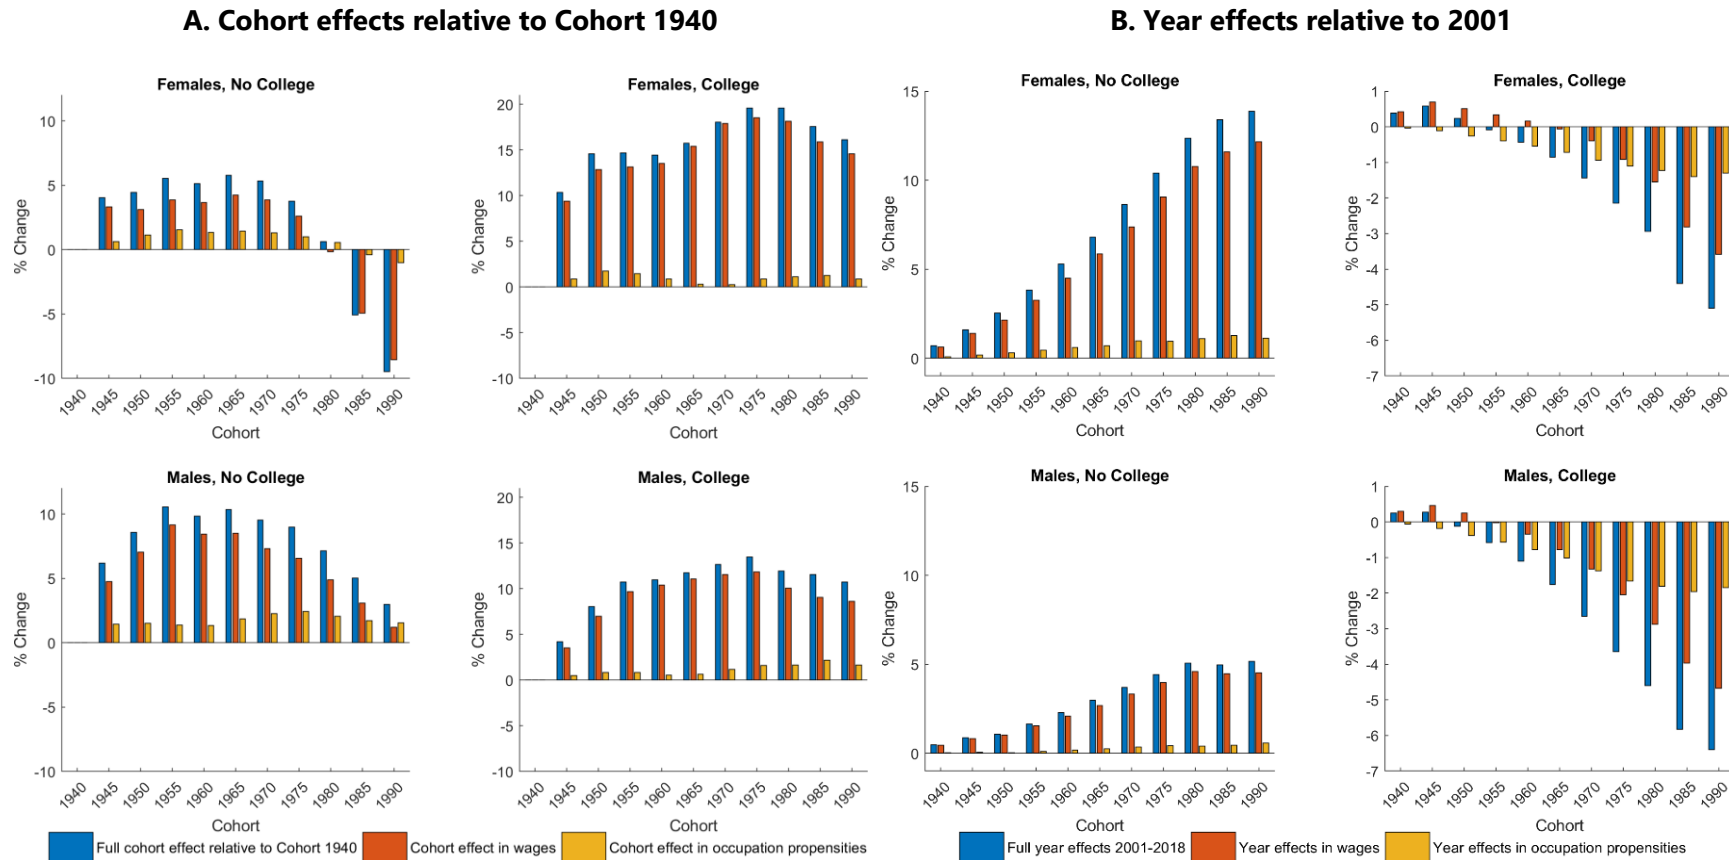 A. Cohort effects relative to Cohort 1940
B. Year effects relative to 2001
Females, No College
10
5
0
-5
-10
% Change
1940 1945 1950 1955 1960 1965 1970 1975 1980 1985 1990
Cohort
Females, College
20
15
10
5
0
-5
-10
% Change
1940 1945 1950 1955 1960 1965 1970 1975 1980 1985 1990
Cohort
Females, No College
15
10
5
0
% Change
1940 1945 1950 1955 1960 1965 1970 1975 1980 1985 1990
Cohort
Females, College
1
0
-1
-2
-3
-4
-5
-6
-7
% Change
1940 1945 1950 1955 1960 1965 1970 1975 1980 1985 1990
Cohort
Males, No College
10
5
0
-5
-10
% Change
1940 1945 1950 1955 1960 1965 1970 1975 1980 1985 1990
Cohort
Males, College
20
15
10
5
0
-5
-10
% Change
1940 1945 1950 1955 1960 1965 1970 1975 1980 1985 1990
Cohort
Males, No College
15
10
5
0
% Change
1940 1945 1950 1955 1960 1965 1970 1975 1980 1985 1990
Cohort
Males, College
1
0
-1
-2
-3
-4
-5
-6
-7
% Change
1940 1945 1950 1955 1960 1965 1970 1975 1980 1985 1990
Cohort
Full cohort effect relative to Cohort 1940 Cohort effect in wages Cohort effect in occupation propensities
Full year effects 2001-2018 Year effects in wages Year effects in occupation propensities